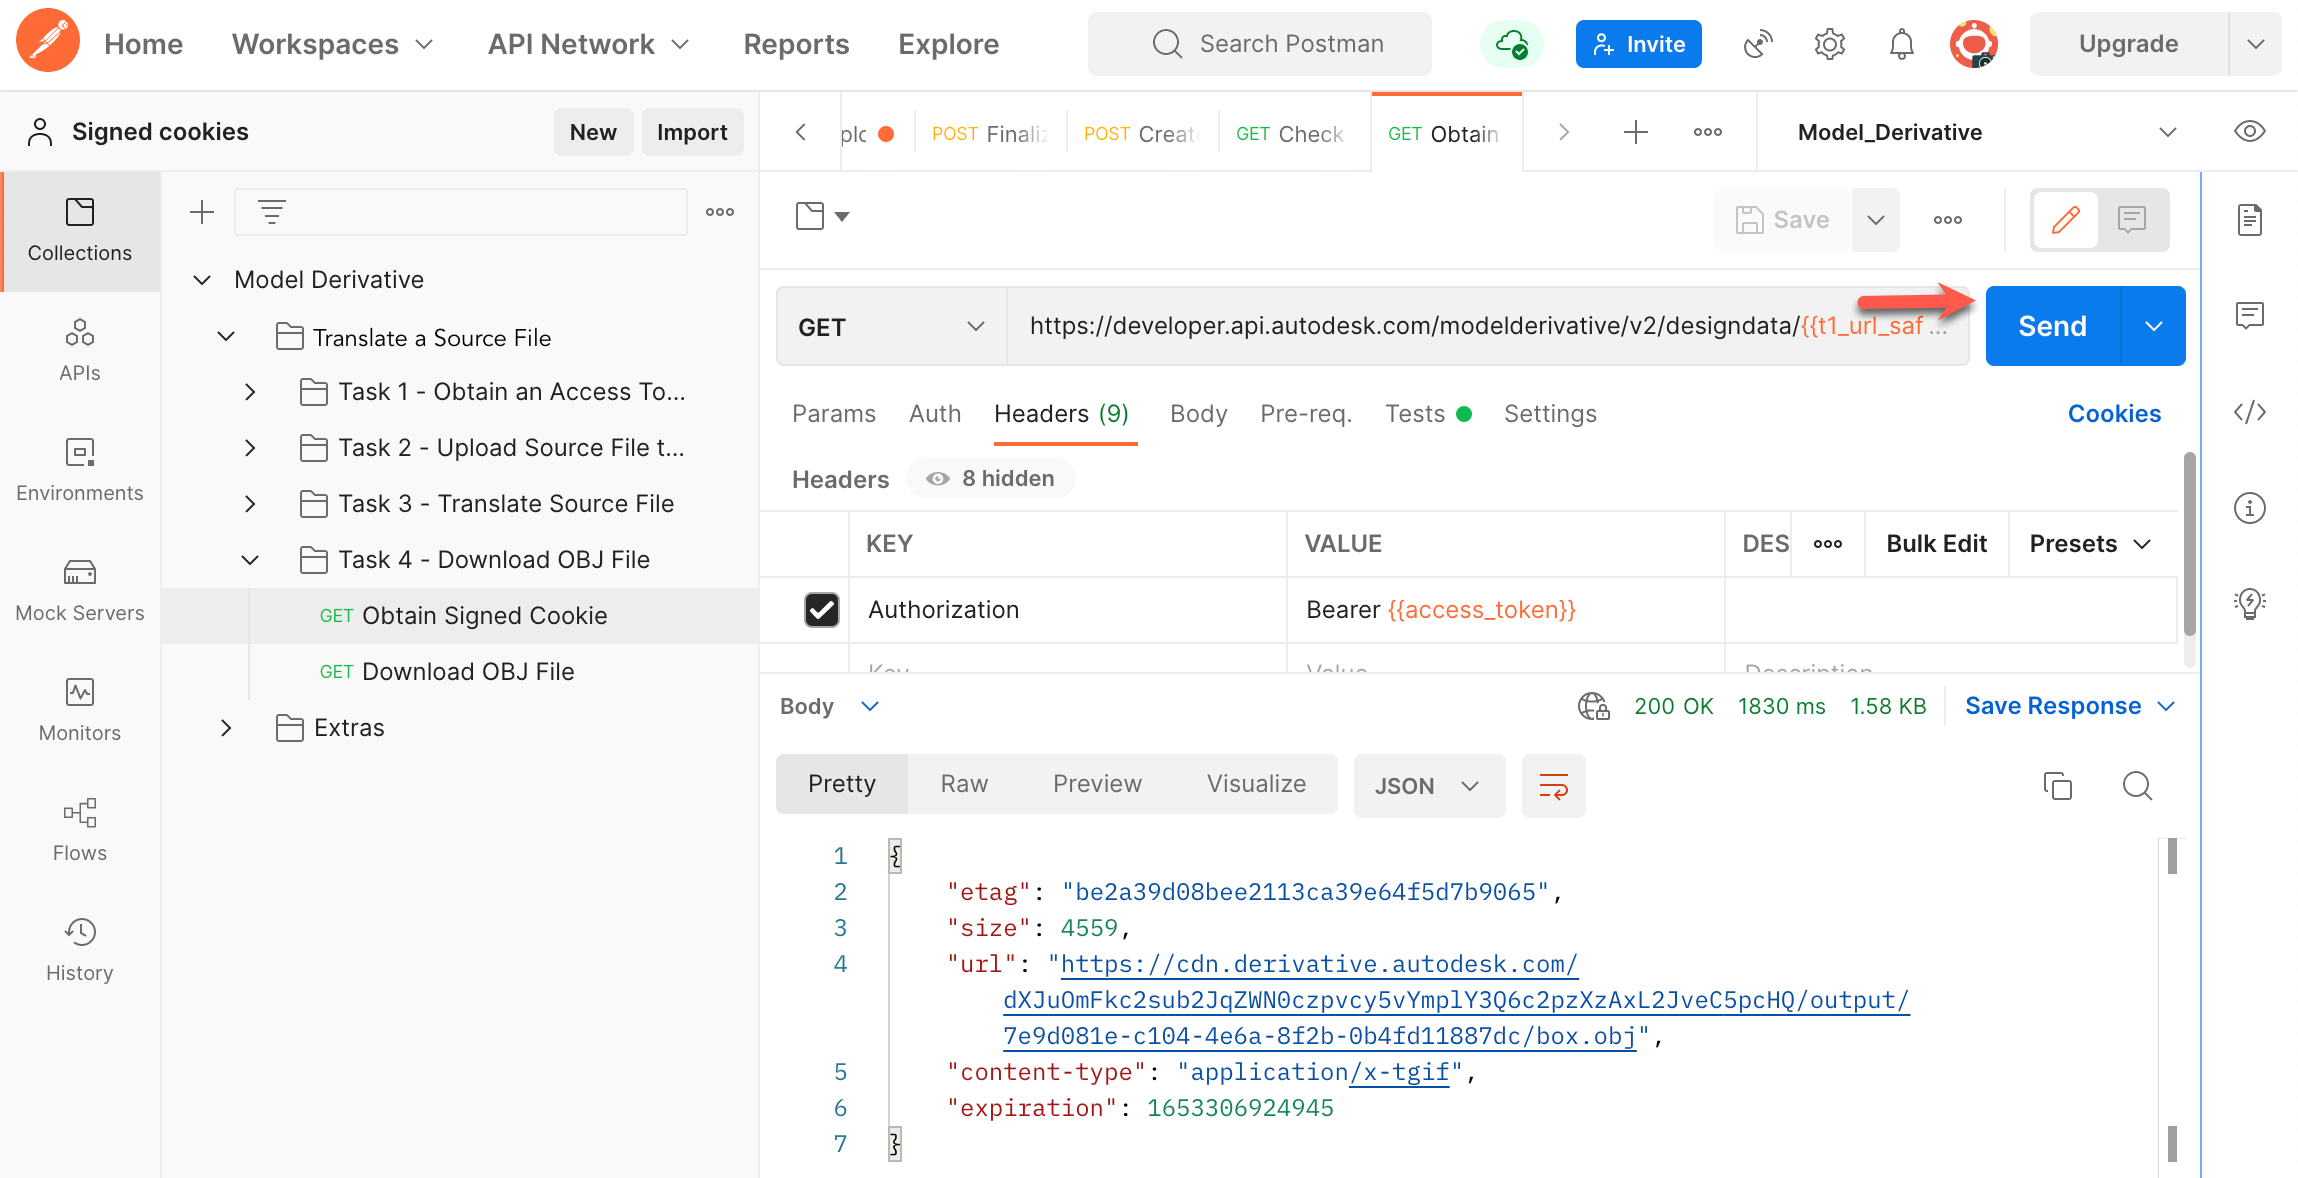 Home Workspaces API Network Reports Explore Search Postman Invite Upgrade
Signed cookies New Import
plo POST Finaliz POST Create GET Check GET Obtain Model_Derivative
Collections
APIs
Environments
Mock Servers
Monitors
Flows
History
Model Derivative
Translate a Source File
Task 1 - Obtain an Access To...
Task 2 - Upload Source File t...
Task 3 - Translate Source File
Task 4 - Download OBJ File
GET Obtain Signed Cookie
GET Download OBJ File
Extras
Save
GET https://developer.api.autodesk.com/modelderivative/v2/designdata/{{t1_url_saf ... Send
Params Auth Headers (9) Body Pre-req. Tests Settings Cookies
Headers 8 hidden
KEY VALUE DES Bulk Edit Presets
Authorization Bearer {{access_token}}
Key Value Description
Body 200 OK 1830 ms 1.58 KB Save Response
Pretty Raw Preview Visualize JSON
1 {
2 "etag": "be2a39d08bee2113ca39e64f5d7b9065",
3 "size": 4559,
4 "url": "https://cdn.derivative.autodesk.com/
dXJuOmFkc2sub2JqZWN0czpvcy5vYmplY3Q6c2pzXzAxL2JveC5pcHQ/output/
7e9d081e-c104-4e6a-8f2b-0b4fd11887dc/box.obj",
5 "content-type": "application/x-tgif",
6 "expiration": 1653306924945
7 }